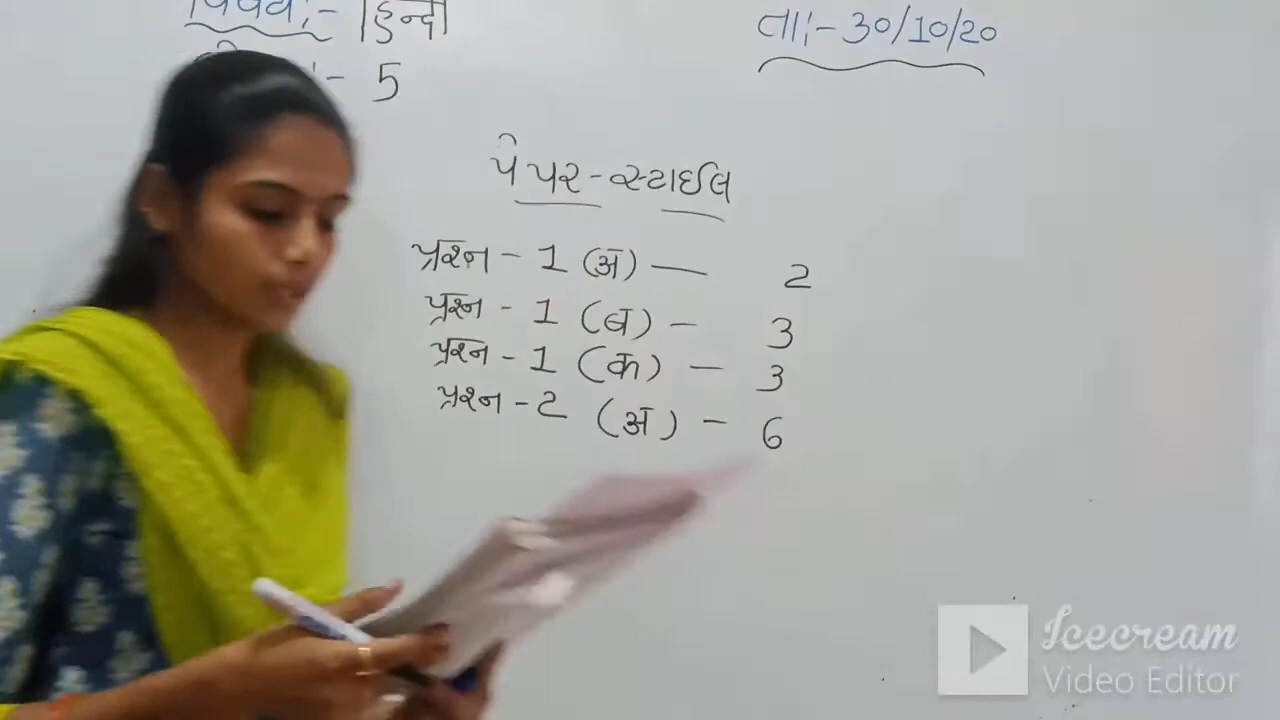 विषय :- हिन्दी
ता :- 30/10/20
:- 5
પેપર - સ્ટાઈલ
प्रश्न - 1 (अ) — 2
प्रश्न - 1 (ब) - 3
प्रश्न - 1 (क) - 3
प्रश्न - 2 (अ) - 6
Icecream
Video Editor